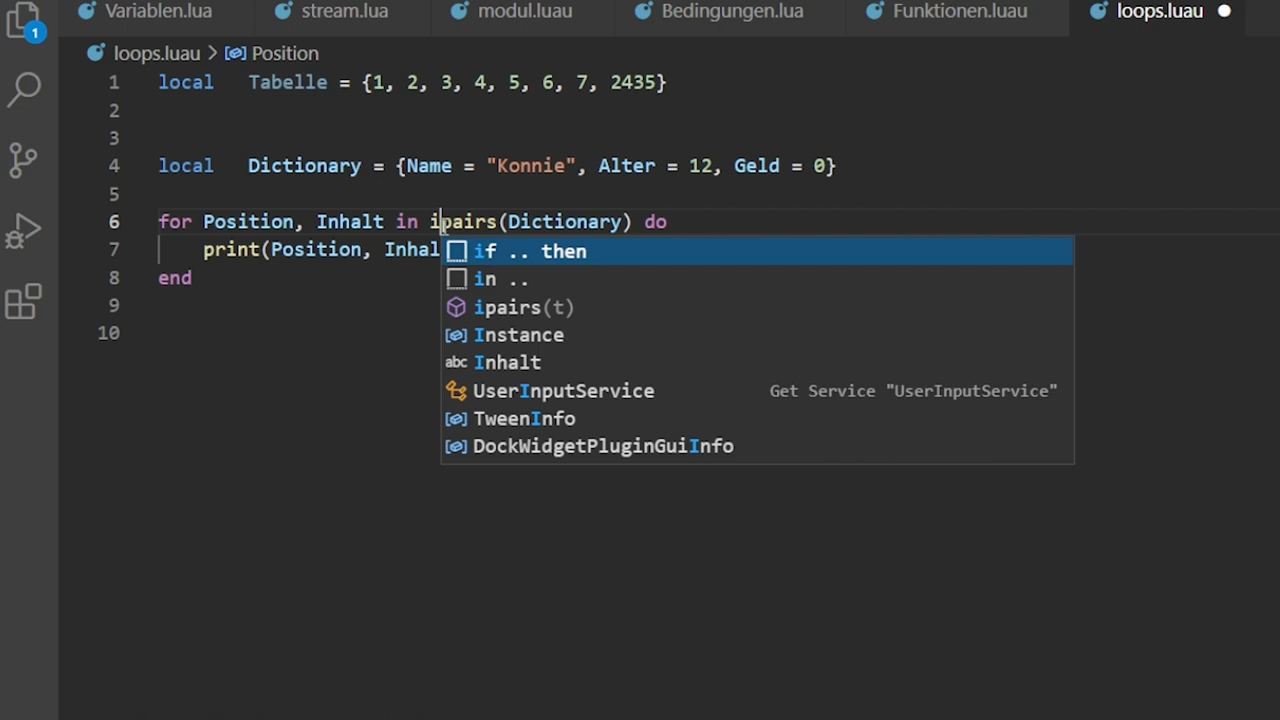 1
Variablen.lua stream.lua modul.luau Bedingungen.lua Funktionen.luau loops.luau
loops.luau > Position
1 local Tabelle = {1, 2, 3, 4, 5, 6, 7, 2435}
2
3
4 local Dictionary = {Name = "Konnie", Alter = 12, Geld = 0}
5
6 for Position, Inhalt in ipairs(Dictionary) do
7 print(Position, Inhal
8 end
9
10
if .. then
in ..
ipairs(t)
Instance
abc Inhalt
UserInputService Get Service "UserInputService"
TweenInfo
DockWidgetPluginGuiInfo